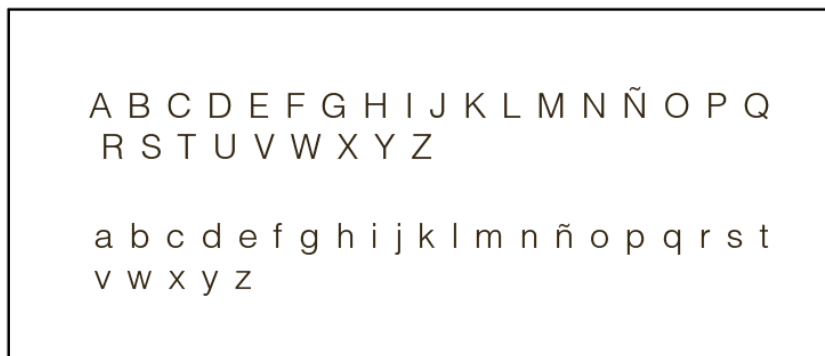 A B C D E F G H I J K L M N Ñ O P Q
R S T U V W X Y Z
a b c d e f g h i j k l m n ñ o p q r s t
v w x y z